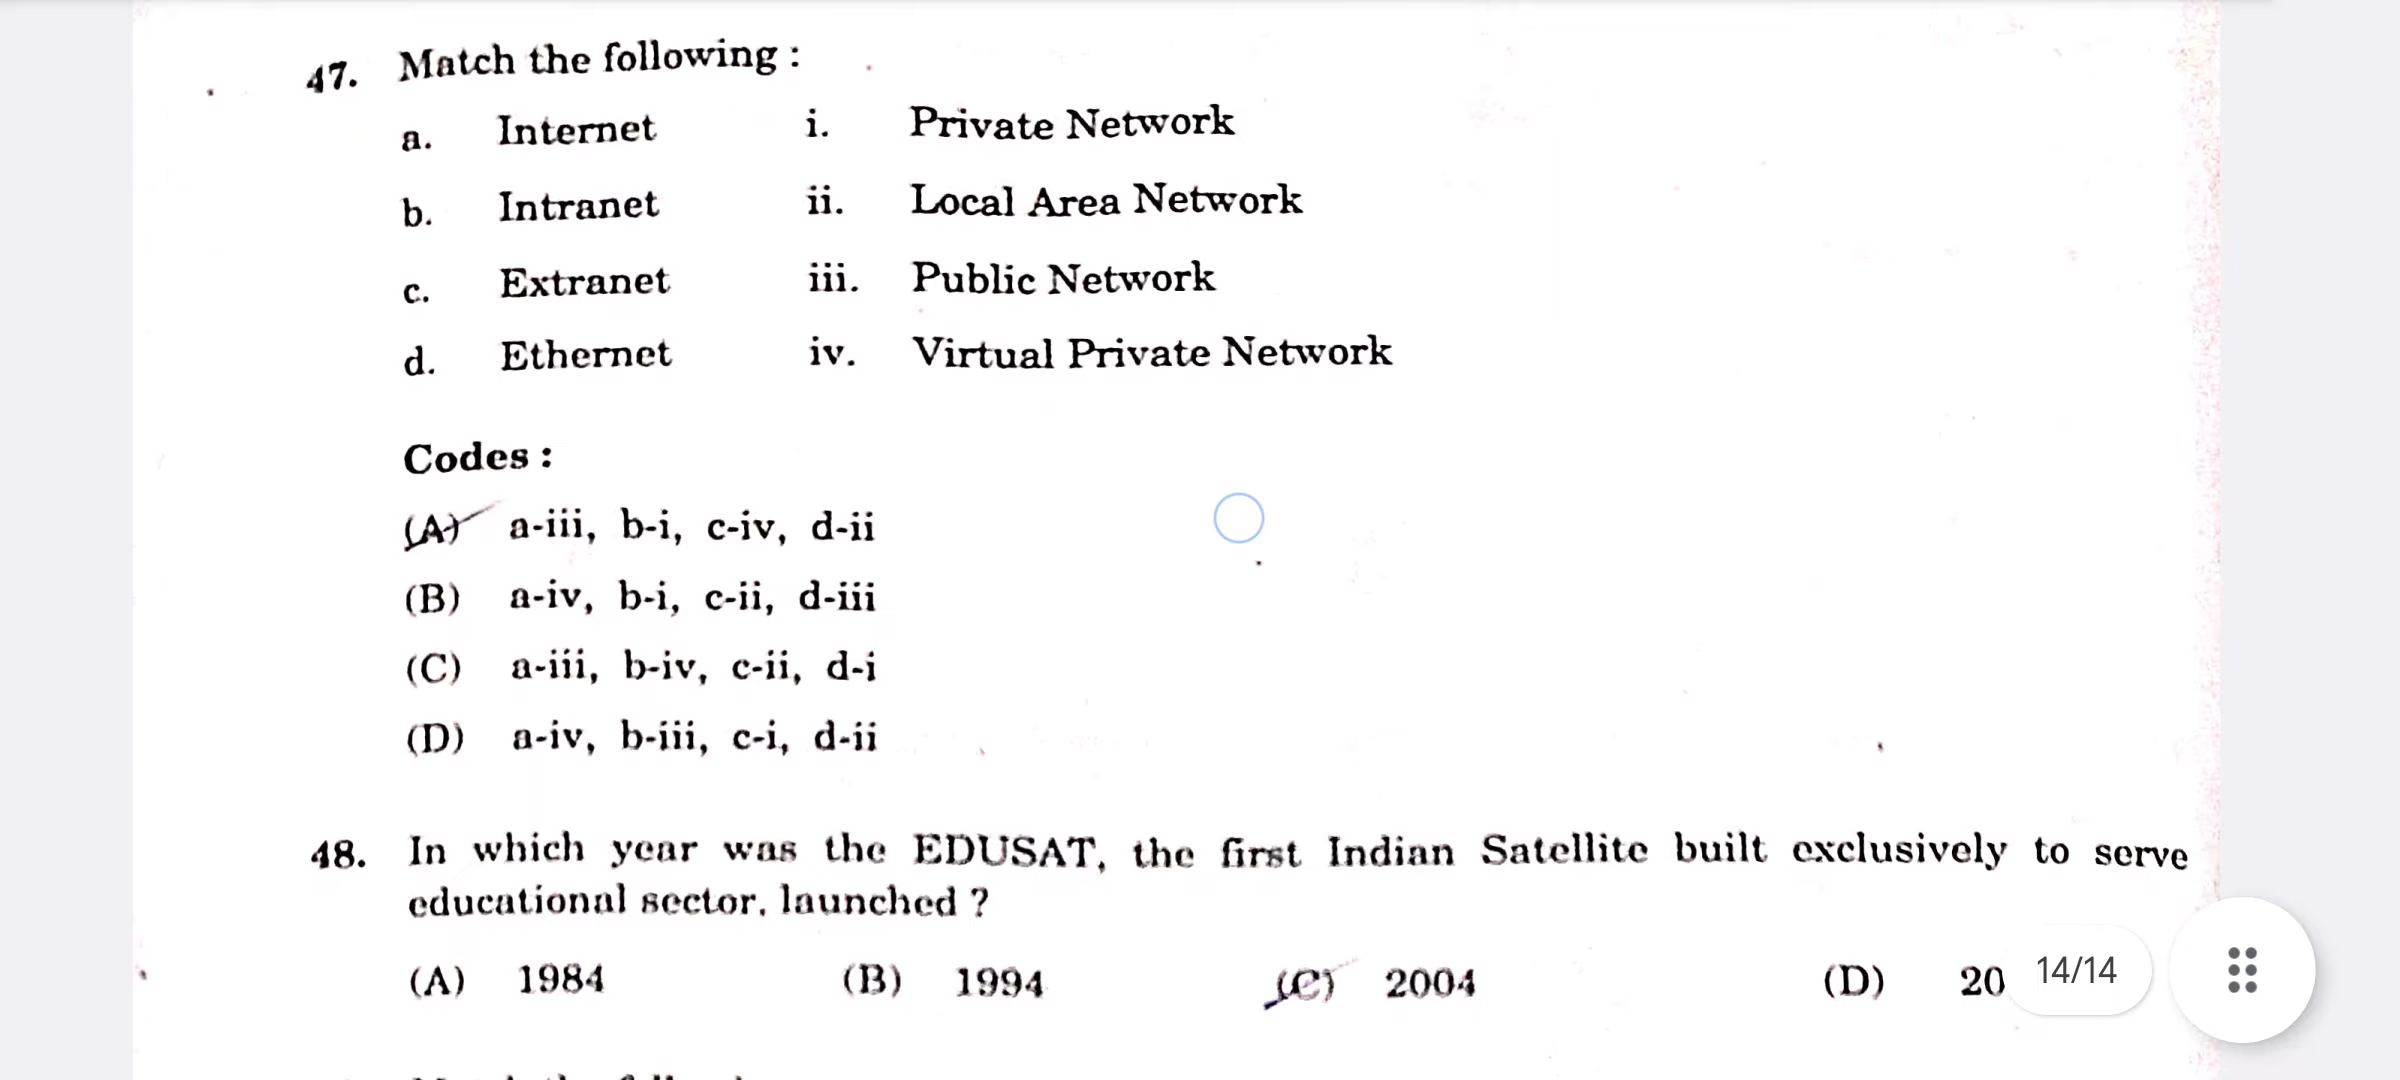 47. Match the following :
a. Internet i. Private Network
b. Intranet ii. Local Area Network
c. Extranet iii. Public Network
d. Ethernet iv. Virtual Private Network
Codes :
(A) a-iii, b-i, c-iv, d-ii
(B) a-iv, b-i, c-ii, d-iii
(C) a-iii, b-iv, c-ii, d-i
(D) a-iv, b-iii, c-i, d-ii
48. In which year was the EDUSAT, the first Indian Satellite built exclusively to serve
educational sector, launched ?
(A) 1984 (B) 1994 (C) 2004 (D) 20
14/14